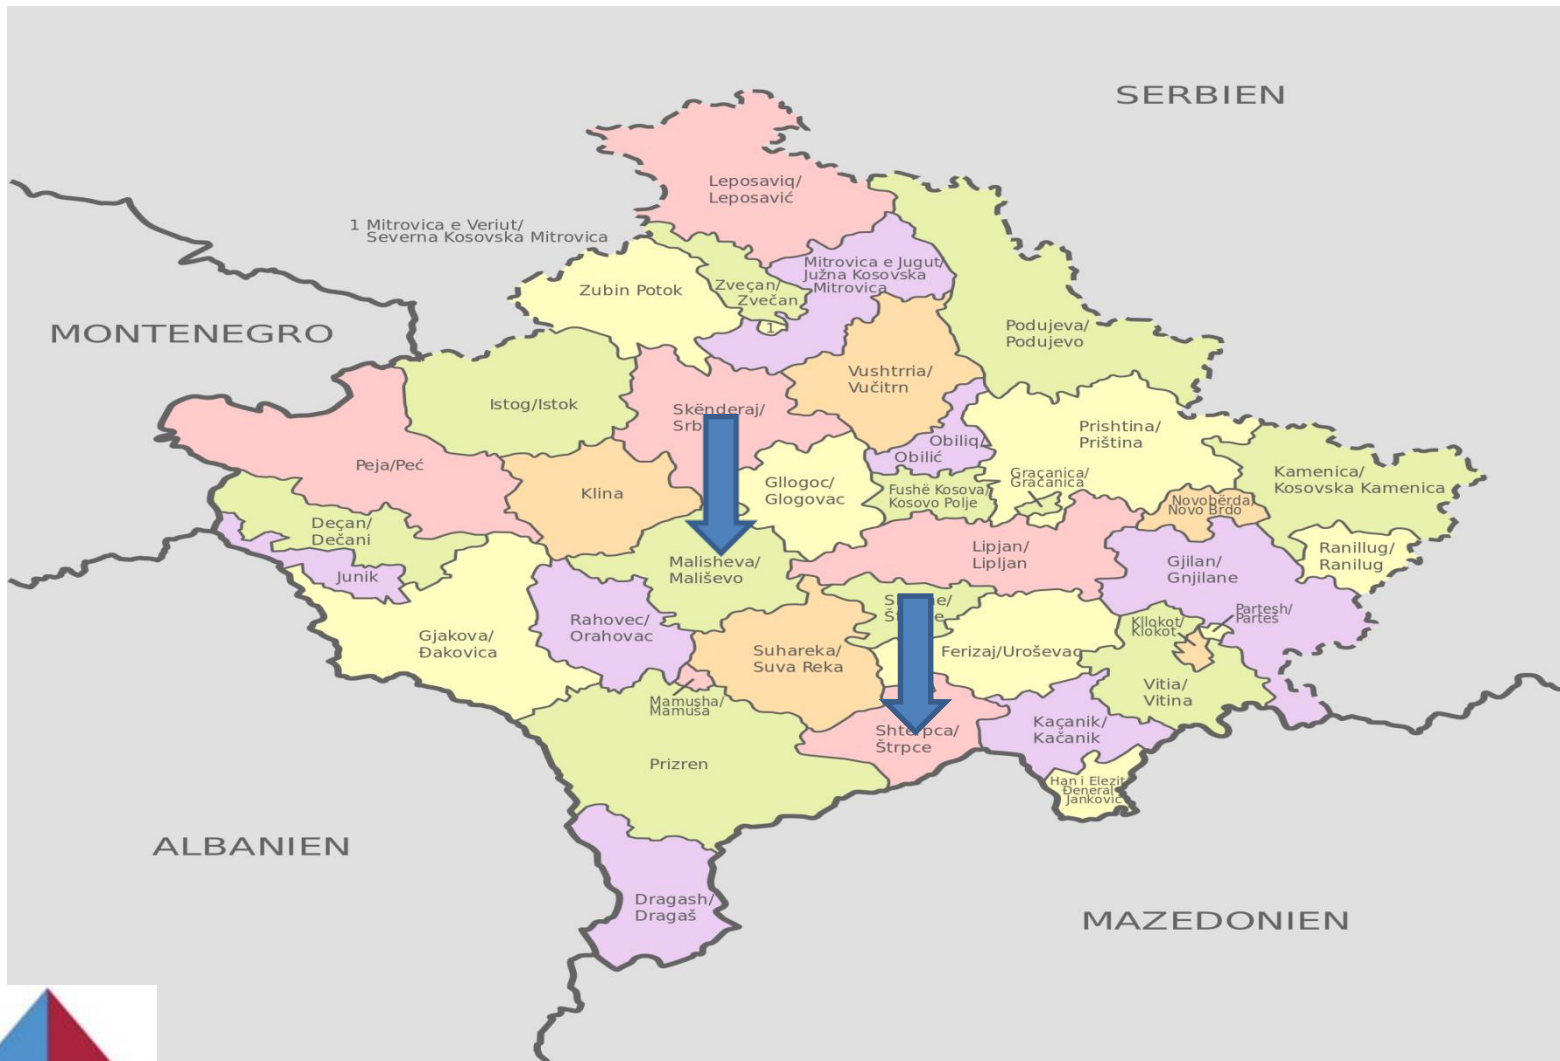 SERBIEN
Leposaviq/
Leposavić
1 Mitrovica e Veriut/
Severna Kosovska Mitrovica
Mitrovica e Jugut/
Južna Kosovska
Mitrovica
Zubin Potok
Zveçan/
Zvečan
1
MONTENEGRO
Podujeva/
Podujevo
Vushtrria/
Vučitrn
Istog/Istok
Skënderaj/
Prishtina/
Priština
Obiliq/
Obilić
Peja/Peć
Klina
Gllogoc/
Glogovac
Fushë Kosova/
Kosovo Polje
Graçanica/
Gračanica
Kamenica/
Kosovska Kamenica
Novobërda/
Novo Brdo
Deçan/
Dečani
Junik
Malisheva/
Mališevo
Lipjan/
Lipljan
Gjilan/
Gnjilane
Ranillug/
Ranilug
Rahovec/
Orahovac
Gjakova/
Đakovica
Suhareka/
Suva Reka
Ferizaj/Uroševac
Kllokot/
Klokot
Partesh/
Parteš
Vitia/
Vitina
Mamusha/
Mamuša
Kaçanik/
Kačanik
Štrpce
Prizren
Han i Elezit/
Đeneral
Janković
ALBANIEN
Dragash/
Dragaš
MAZEDONIEN